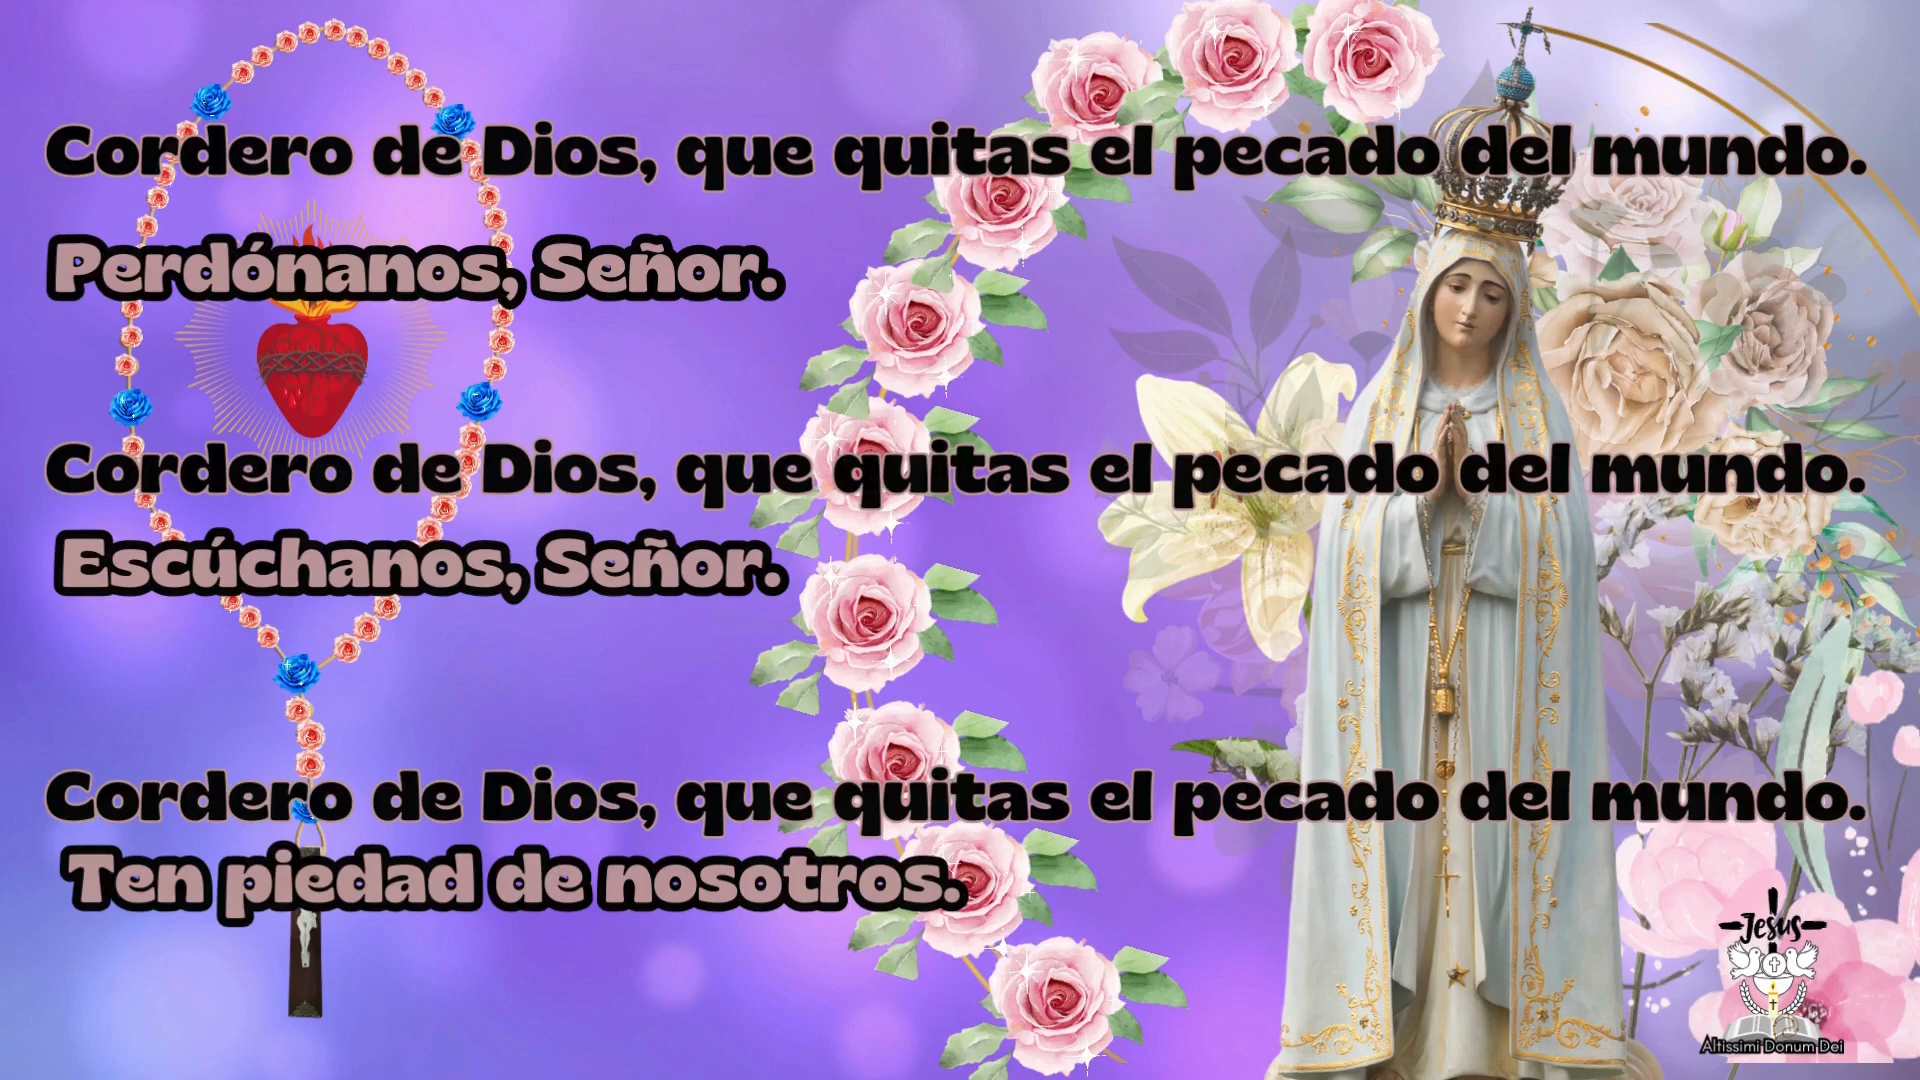 Cordero de Dios, que quitas el pecado del mundo.
Perdónanos, Señor.
Cordero de Dios, que quitas el pecado del mundo.
Escúchanos, Señor.
Cordero de Dios, que quitas el pecado del mundo.
Ten piedad de nosotros.
Jesus
Altissimi Donum Dei